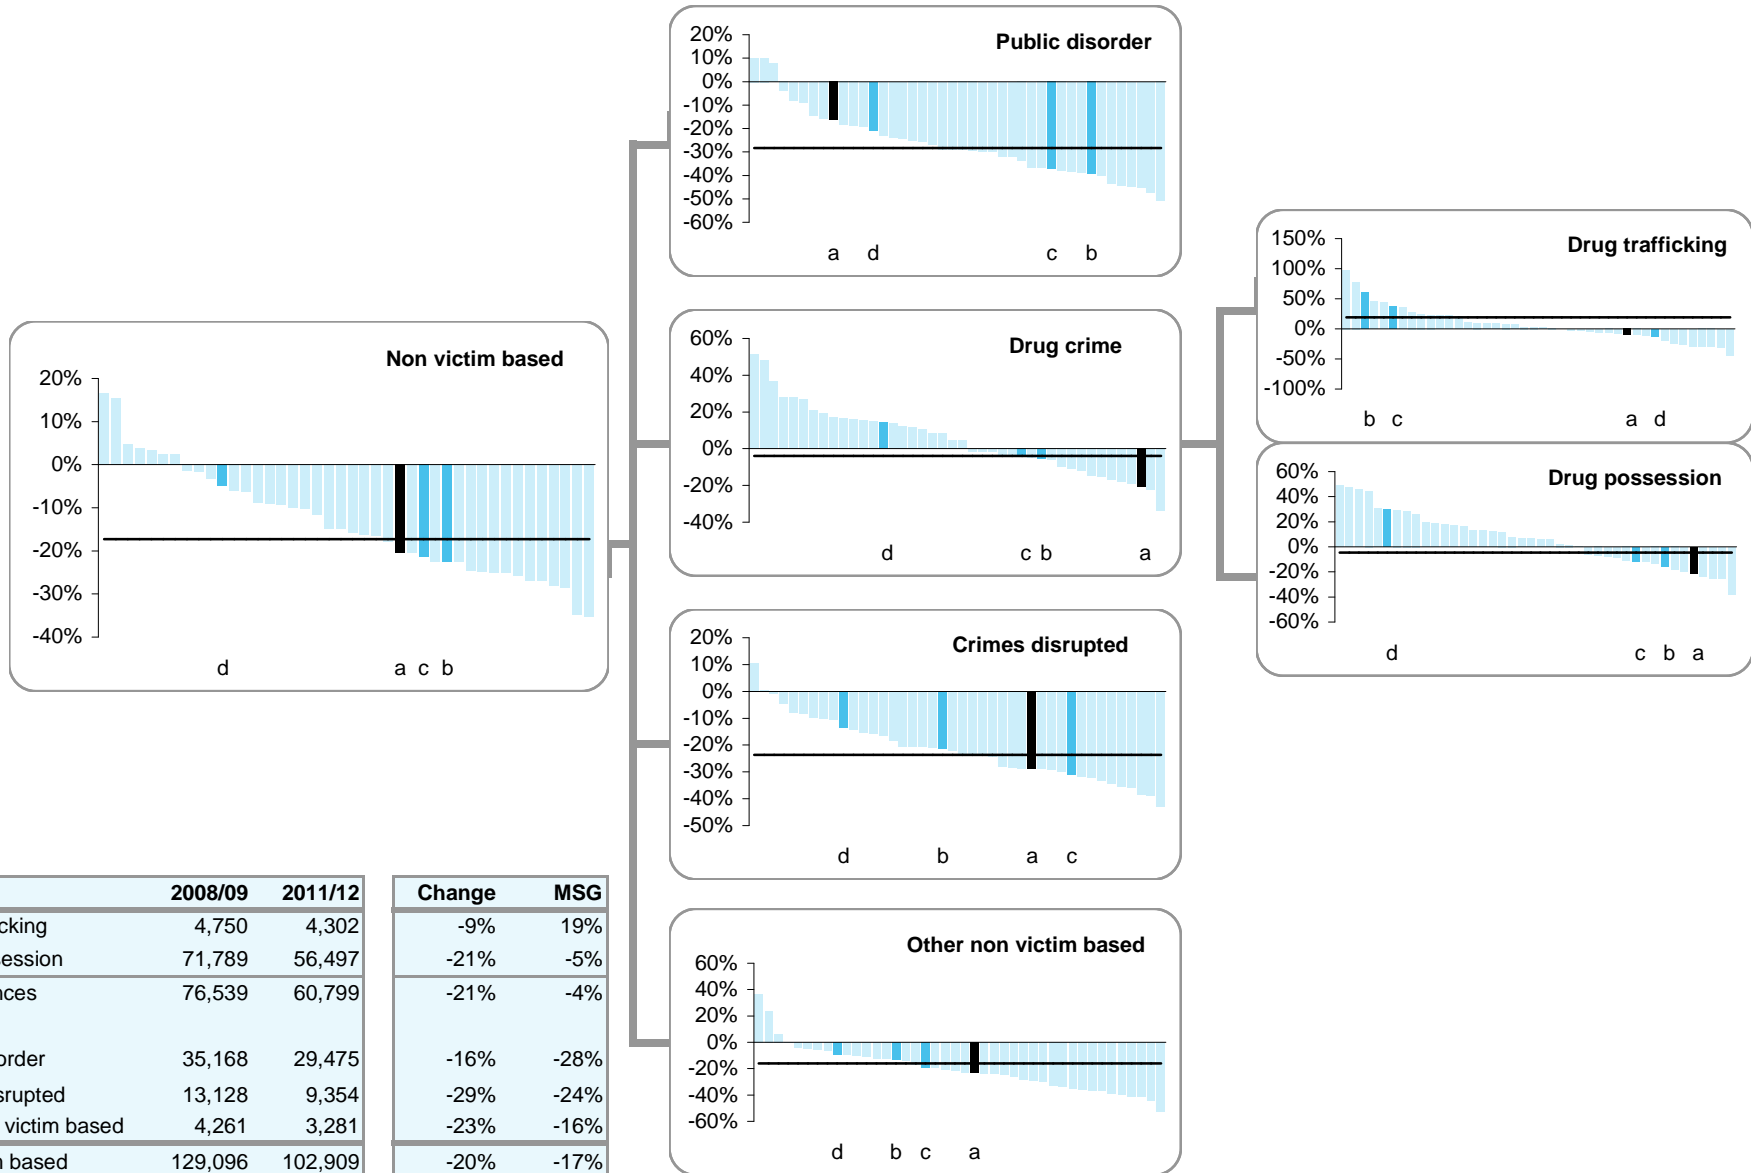 Public disorder
20%
10%
0%
-10%
-20%
-30%
-40%
-50%
-60%
a d c b
Non victim based
20%
10%
0%
-10%
-20%
-30%
-40%
d a c b
Drug crime
60%
40%
20%
0%
-20%
-40%
d c b a
Drug trafficking
150%
100%
50%
0%
-50%
-100%
b c a d
Drug possession
60%
40%
20%
0%
-20%
-40%
-60%
d c b a
Crimes disrupted
20%
10%
0%
-10%
-20%
-30%
-40%
-50%
d b a c
Other non victim based
60%
40%
20%
0%
-20%
-40%
-60%
d b c a
2008/09 2011/12 Change MSG
cking 4,750 4,302 -9% 19%
ession 71,789 56,497 -21% -5%
nces 76,539 60,799 -21% -4%
order 35,168 29,475 -16% -28%
srupted 13,128 9,354 -29% -24%
victim based 4,261 3,281 -23% -16%
n based 129,096 102,909 -20% -17%